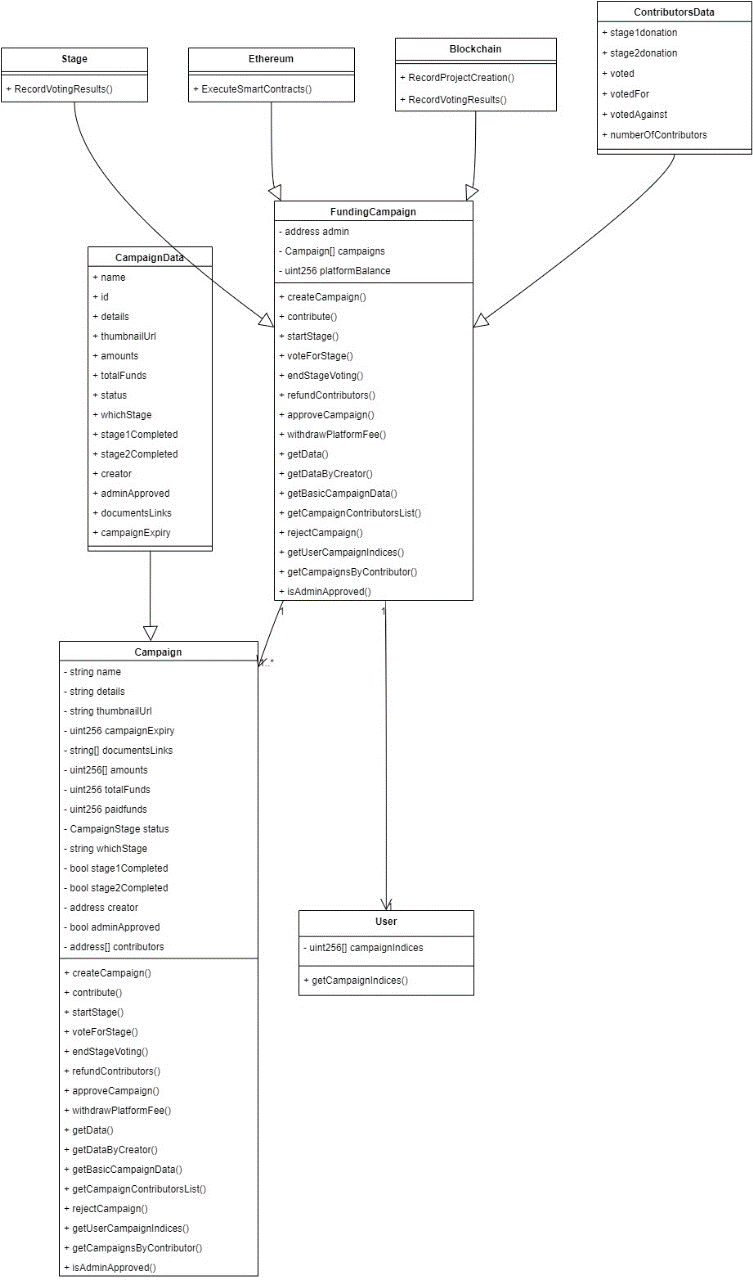 Stage
+ RecordVotingResults()
Ethereum
+ ExecuteSmartContracts()
Blockchain
+ RecordProjectCreation()
+ RecordVotingResults()
ContributorsData
+ stage1donation
+ stage2donation
+ voted
+ votedFor
+ votedAgainst
+ numberOfContributors
FundingCampaign
- address admin
- Campaign[] campaigns
- uint256 platformBalance
+ createCampaign()
+ contribute()
+ startStage()
+ voteForStage()
+ endStageVoting()
+ refundContributors()
+ approveCampaign()
+ withdrawPlatformFee()
+ getData()
+ getDataByCreator()
+ getBasicCampaignData()
+ getCampaignContributorsList()
+ rejectCampaign()
+ getUserCampaignIndices()
+ getCampaignsByContributor()
+ isAdminApproved()
CampaignData
+ name
+ id
+ details
+ thumbnailUrl
+ amounts
+ totalFunds
+ status
+ whichStage
+ stage1Completed
+ stage2Completed
+ creator
+ adminApproved
+ documentsLinks
+ campaignExpiry
1
1
1..*
Campaign
- string name
- string details
- string thumbnailUrl
- uint256 campaignExpiry
- string[] documentsLinks
- uint256[] amounts
- uint256 totalFunds
- uint256 paidfunds
- CampaignStage status
- string whichStage
- bool stage1Completed
- bool stage2Completed
- address creator
- bool adminApproved
- address[] contributors
+ createCampaign()
+ contribute()
+ startStage()
+ voteForStage()
+ endStageVoting()
+ refundContributors()
+ approveCampaign()
+ withdrawPlatformFee()
+ getData()
+ getDataByCreator()
+ getBasicCampaignData()
+ getCampaignContributorsList()
+ rejectCampaign()
+ getUserCampaignIndices()
+ getCampaignsByContributor()
+ isAdminApproved()
1
User
- uint256[] campaignIndices
+ getCampaignIndices()